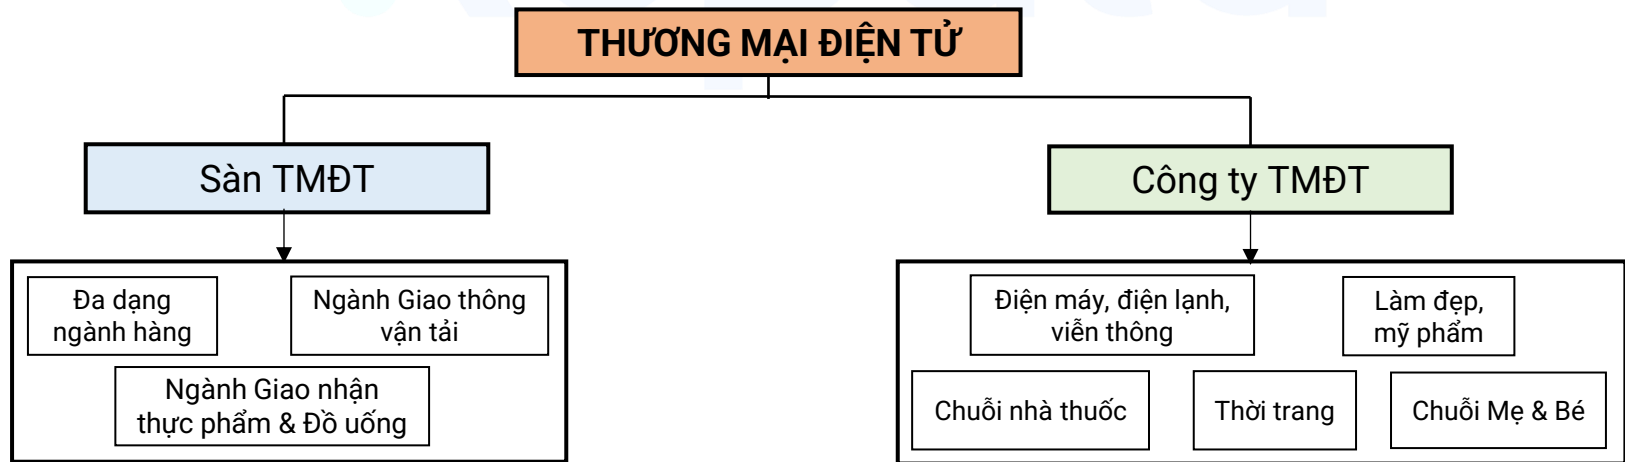 THƯƠNG MẠI ĐIỆN TỬ
Sàn TMĐT
Công ty TMĐT
Đa dạng
ngành hàng
Ngành Giao thông
vận tải
Ngành Giao nhận
thực phẩm & Đồ uống
Điện máy, điện lạnh,
viễn thông
Làm đẹp,
mỹ phẩm
Chuỗi nhà thuốc
Thời trang
Chuỗi Mẹ & Bé